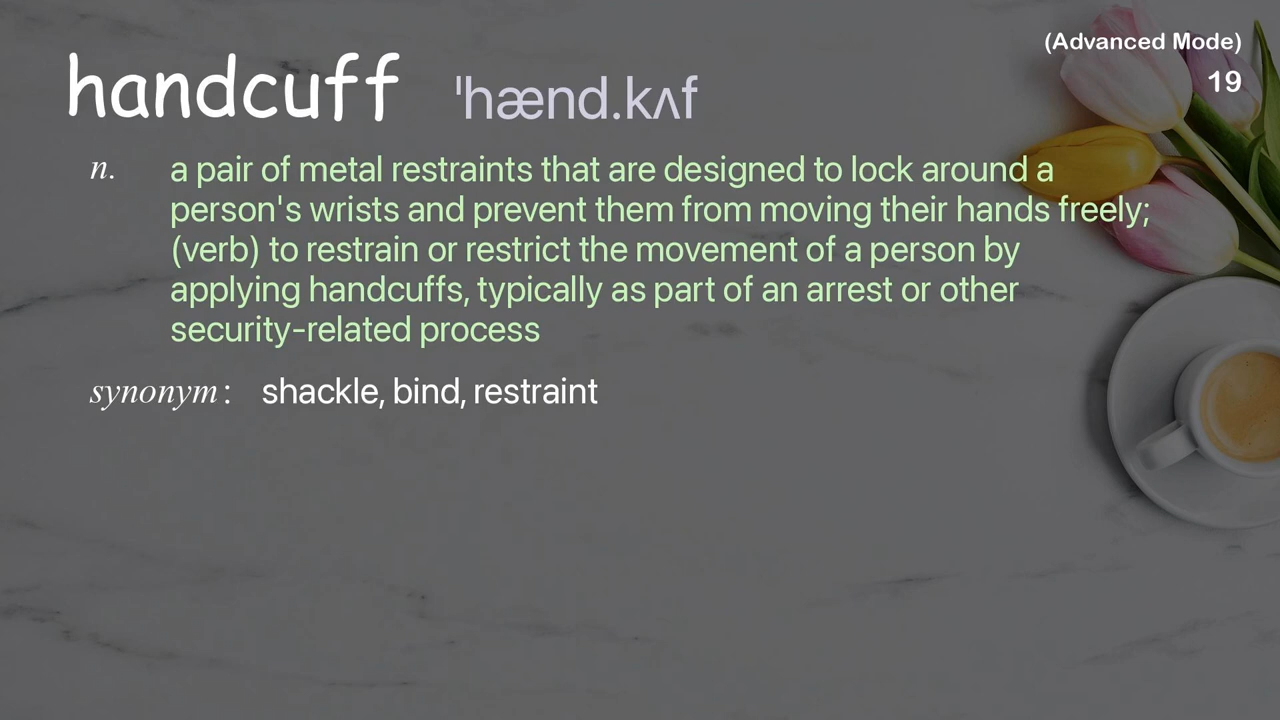 (Advanced Mode)
19
handcuff ˈhænd.kʌf
n. a pair of metal restraints that are designed to lock around a
person's wrists and prevent them from moving their hands freely;
(verb) to restrain or restrict the movement of a person by
applying handcuffs, typically as part of an arrest or other
security-related process
synonym: shackle, bind, restraint